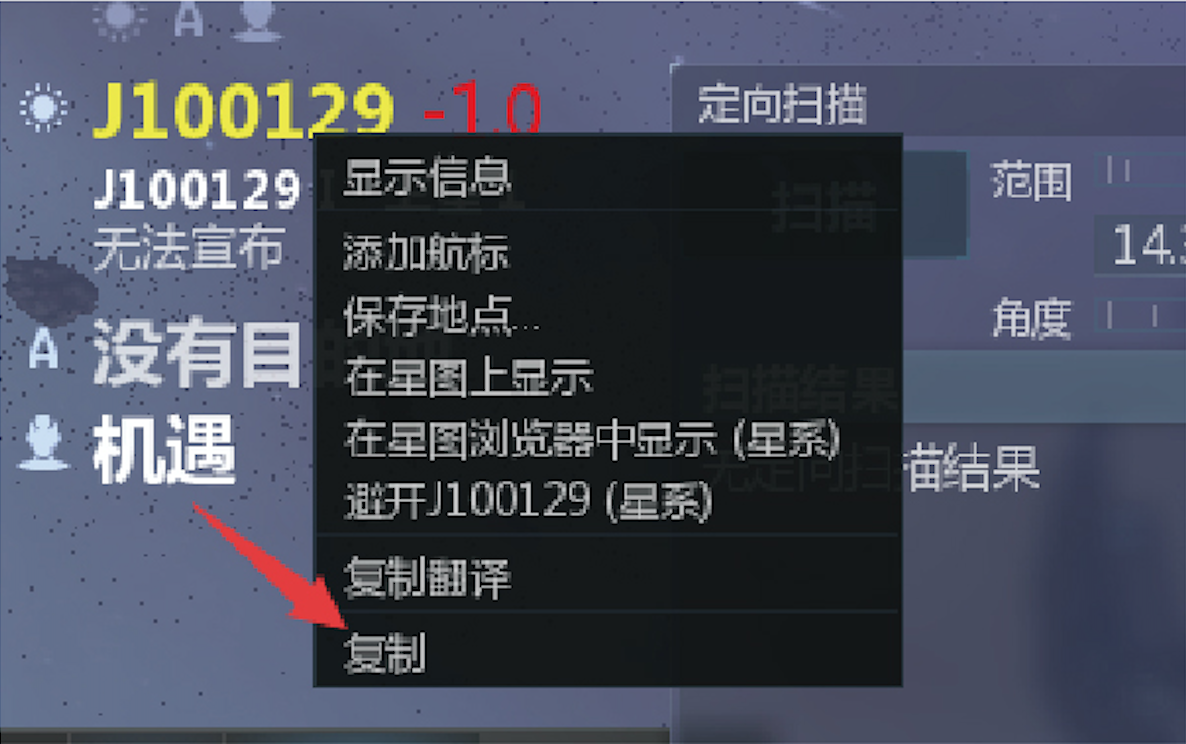 J100129 -1.0
J100129
无法宣布
没有目
机遇
显示信息
添加航标
保存地点...
在星图上显示
在星图浏览器中显示 (星系)
避开J100129 (星系)
复制翻译
复制
定向扫描
扫描
范围
14.3
角度
扫描结果
无定向扫描结果